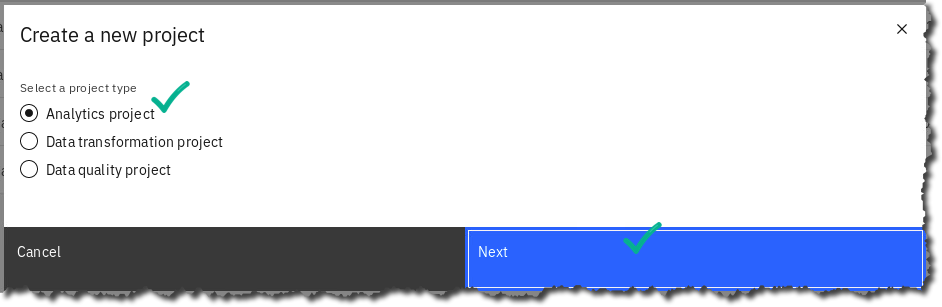 Create a new project
Select a project type
Analytics project
Data transformation project
Data quality project
Cancel
Next